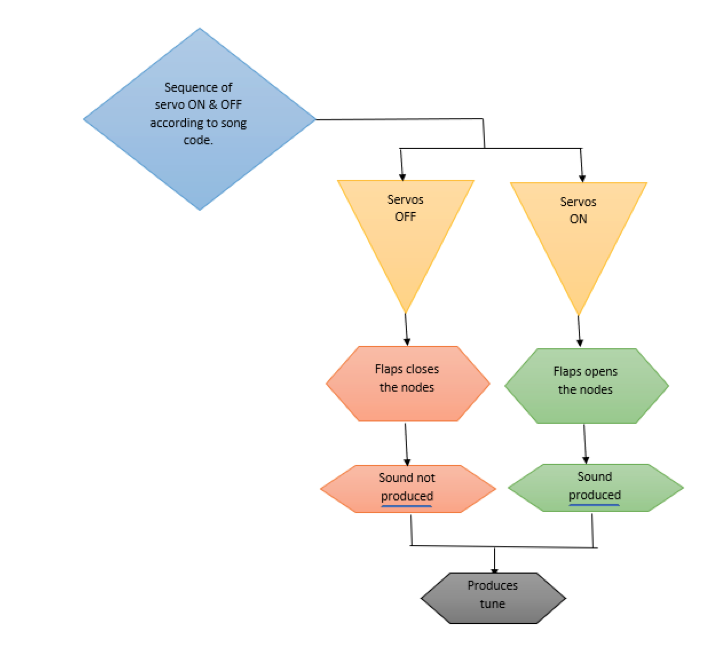 Sequence of
servo ON & OFF
according to song
code.
Servos
OFF
Servos
ON
Flaps closes
the nodes
Flaps opens
the nodes
Sound not
produced
Sound
produced
Produces
tune